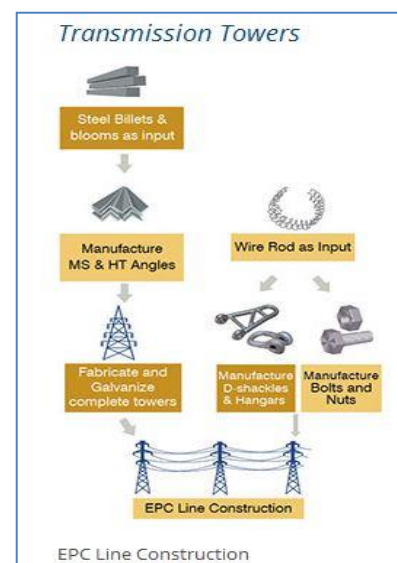 Transmission Towers
Steel Billets &
blooms as input
Manufacture
MS & HT Angles
Wire Rod as Input
Fabricate and
Galvanize
complete towers
Manufacture
D-shackles
& Hangars
Manufacture
Bolts and
Nuts
EPC Line Construction
EPC Line Construction